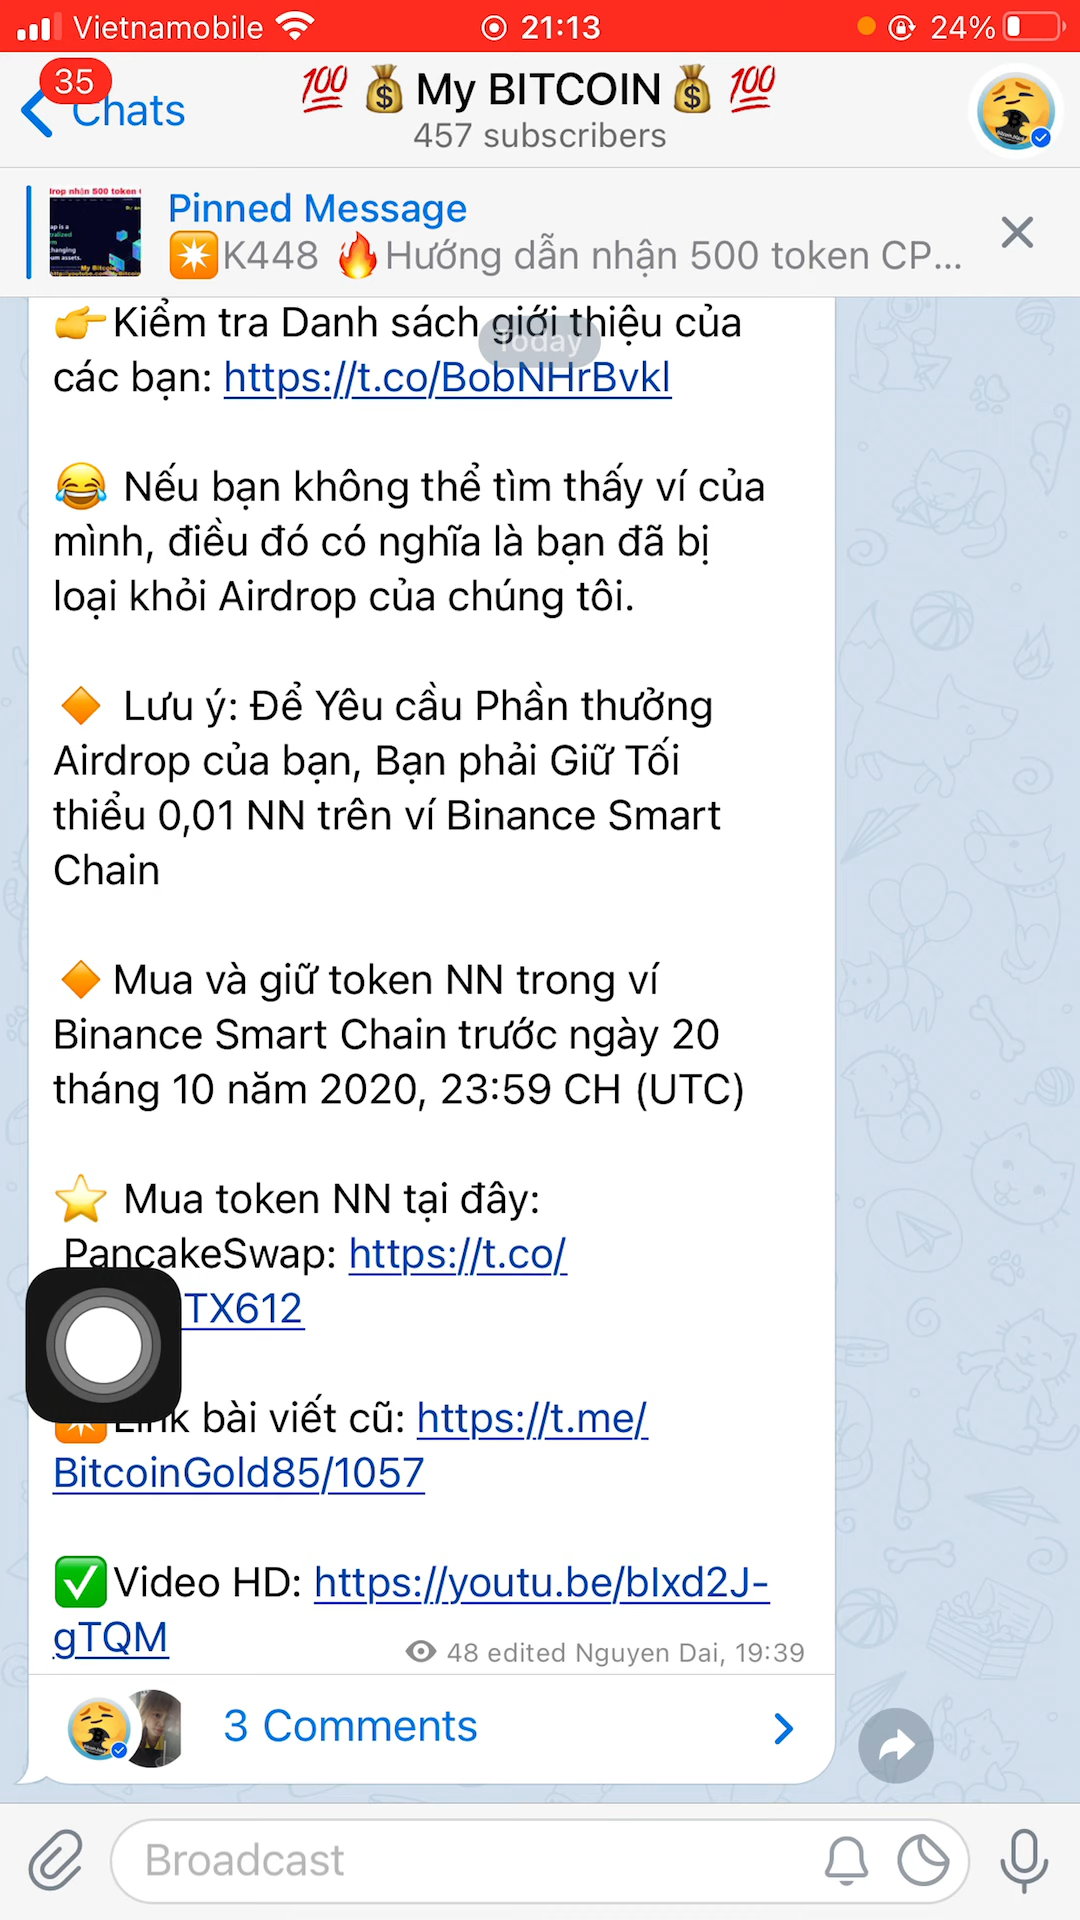 Vietnamobile 21:13 24%
35
Chats
💯 💰 My BITCOIN 💰 💯
457 subscribers
Pinned Message
✴️K448 🔥Hướng dẫn nhận 500 token CP...
👉Kiểm tra Danh sách giới thiệu của
Today
các bạn: https://t.co/BobNHrBvkl
😂 Nếu bạn không thể tìm thấy ví của
mình, điều đó có nghĩa là bạn đã bị
loại khỏi Airdrop của chúng tôi.
🔶 Lưu ý: Để Yêu cầu Phần thưởng
Airdrop của bạn, Bạn phải Giữ Tối
thiểu 0,01 NN trên ví Binance Smart
Chain
🔶Mua và giữ token NN trong ví
Binance Smart Chain trước ngày 20
tháng 10 năm 2020, 23:59 CH (UTC)
⭐ Mua token NN tại đây:
PancakeSwap: https://t.co/
TX612
Link bài viết cũ: https://t.me/
BitcoinGold85/1057
✅Video HD: https://youtu.be/bIxd2J-
gTQM
48 edited Nguyen Dai, 19:39
3 Comments
Broadcast